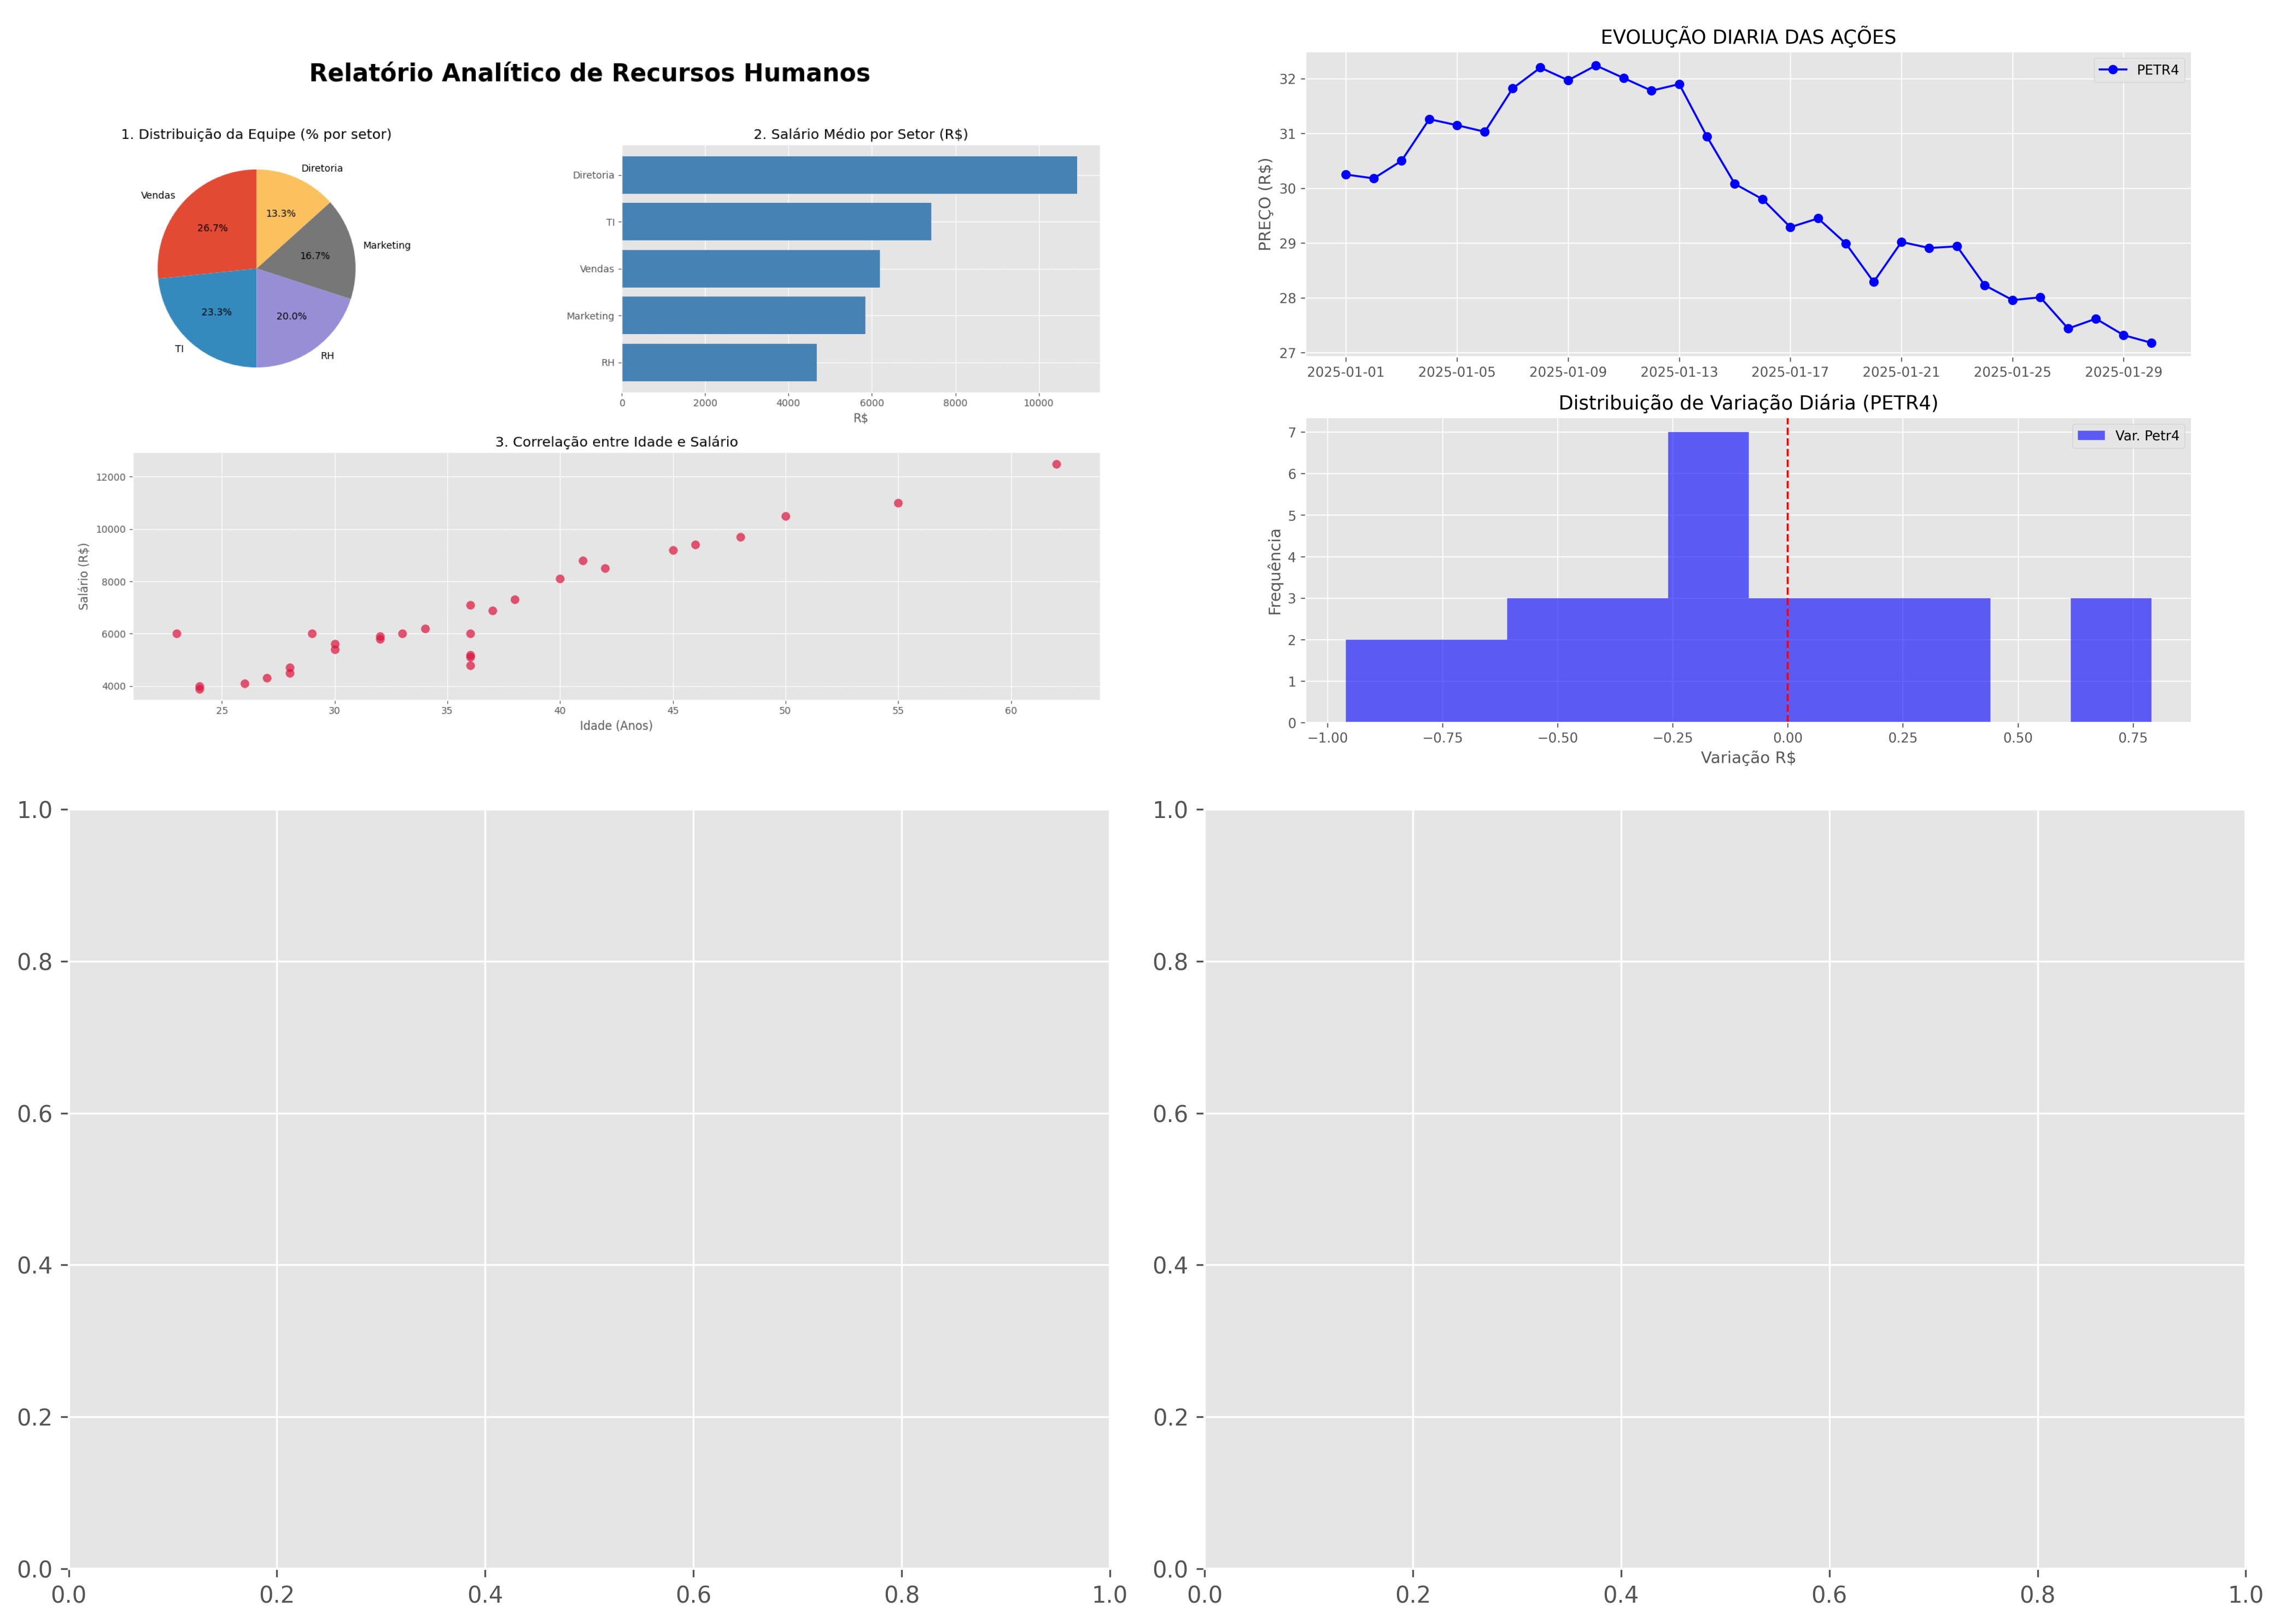 Relatório Analítico de Recursos Humanos
1. Distribuição da Equipe (% por setor)
Diretoria
Vendas
13.3%
26.7%
Marketing
16.7%
23.3%
20.0%
TI
RH
2. Salário Médio por Setor (R$)
Diretoria
TI
Vendas
Marketing
RH
0 2000 4000 6000 8000 10000
R$
3. Correlação entre Idade e Salário
Salário (R$)
12000
10000
8000
6000
4000
25 30 35 40 45 50 55 60
Idade (Anos)
EVOLUÇÃO DIARIA DAS AÇÕES
PETR4
PREÇO (R$)
32
31
30
29
28
27
2025-01-01 2025-01-05 2025-01-09 2025-01-13 2025-01-17 2025-01-21 2025-01-25 2025-01-29
Distribuição de Variação Diária (PETR4)
Var. Petr4
Frequência
7
6
5
4
3
2
1
0
−1.00 −0.75 −0.50 −0.25 0.00 0.25 0.50 0.75
Variação R$
1.0
0.8
0.6
0.4
0.2
0.0
0.0 0.2 0.4 0.6 0.8 1.0
1.0
0.8
0.6
0.4
0.2
0.0
0.0 0.2 0.4 0.6 0.8 1.0